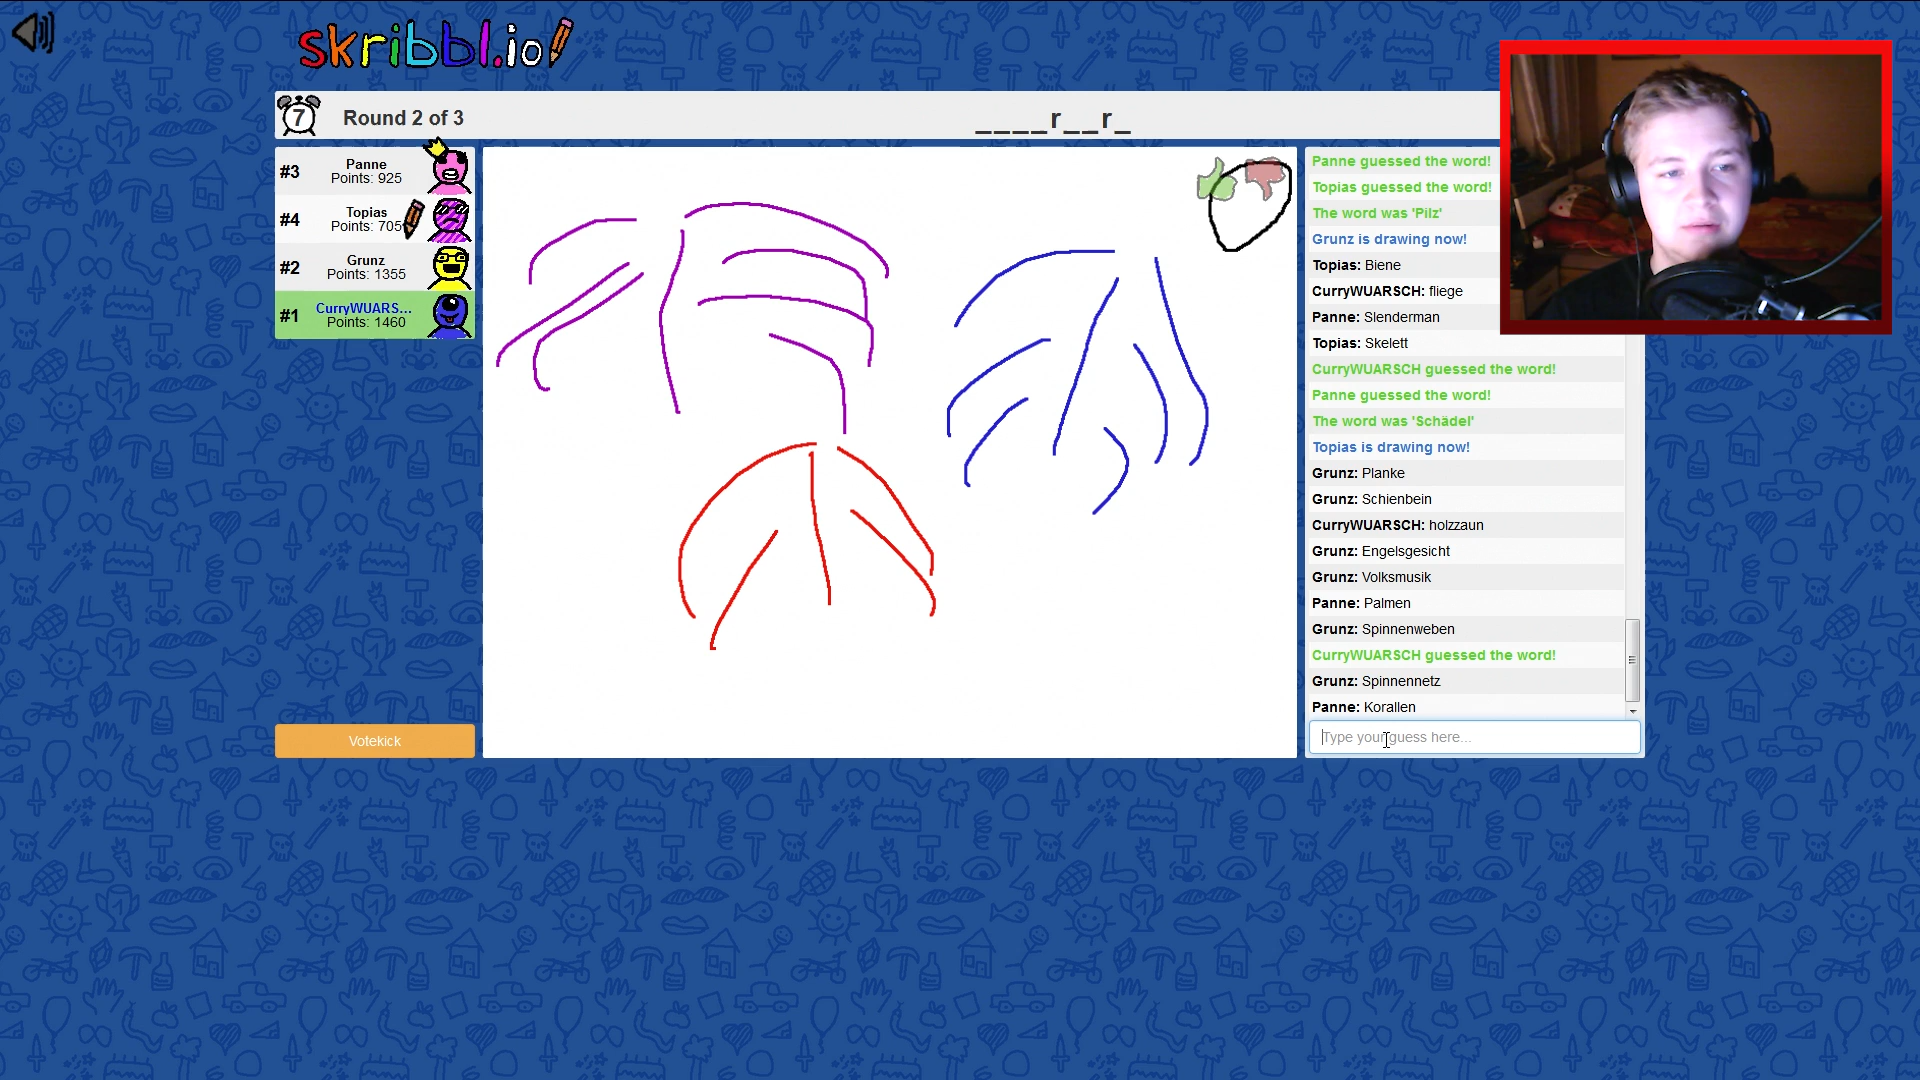 skribbl.io
7
Round 2 of 3
____r__r_
#3
Panne
Points: 925
#4
Topias
Points: 705
#2
Grunz
Points: 1355
#1
CurryWUARS...
Points: 1460
Votekick
Panne guessed the word!
Topias guessed the word!
The word was 'Pilz'
Grunz is drawing now!
Topias: Biene
CurryWUARSCH: fliege
Panne: Slenderman
Topias: Skelett
CurryWUARSCH guessed the word!
Panne guessed the word!
The word was 'Schädel'
Topias is drawing now!
Grunz: Planke
Grunz: Schienbein
CurryWUARSCH: holzzaun
Grunz: Engelsgesicht
Grunz: Volksmusik
Panne: Palmen
Grunz: Spinnenweben
CurryWUARSCH guessed the word!
Grunz: Spinnennetz
Panne: Korallen
Type your guess here...